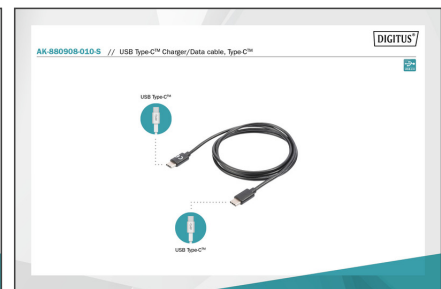 DIGITUS®
AK-880908-010-S // USB Type-C™ Charger/Data cable, Type-C™
USB Type-C™
USB Type-C™